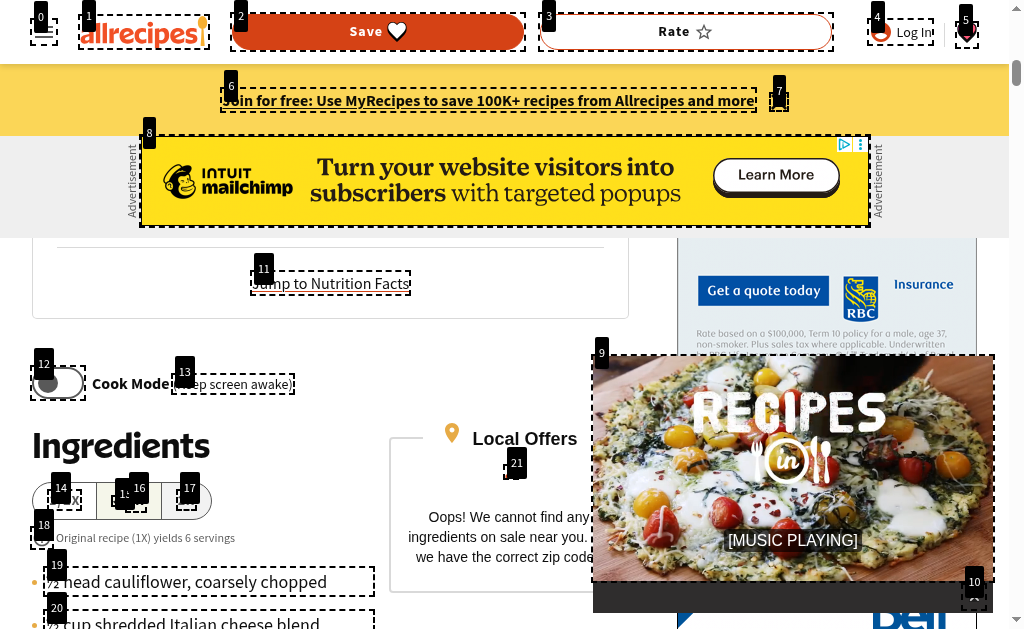 0
1
2
3
4
5
allrecipes
Save
Rate
Log In
6
7
Join for free: Use MyRecipes to save 100K+ recipes from Allrecipes and more
8
Advertisement
INTUIT
mailchimp
Turn your website visitors into
subscribers with targeted popups
Learn More
Advertisement
11
Jump to Nutrition Facts
Get a quote today
RBC
Insurance
Rate based on a $100,000, Term 10 policy for a male, age 37,
non-smoker. Plus sales tax where applicable. Underwritten
9
12
13
Cook Mode
screen awake)
RECIPES
in
[MUSIC PLAYING]
10
Ingredients
14
16
17
18
Original recipe (1X) yields 6 servings
19
½ head cauliflower, coarsely chopped
20
½ cup shredded Italian cheese blend
Local Offers
21
Oops! We cannot find any
ingredients on sale near you.
we have the correct zip code
Bell